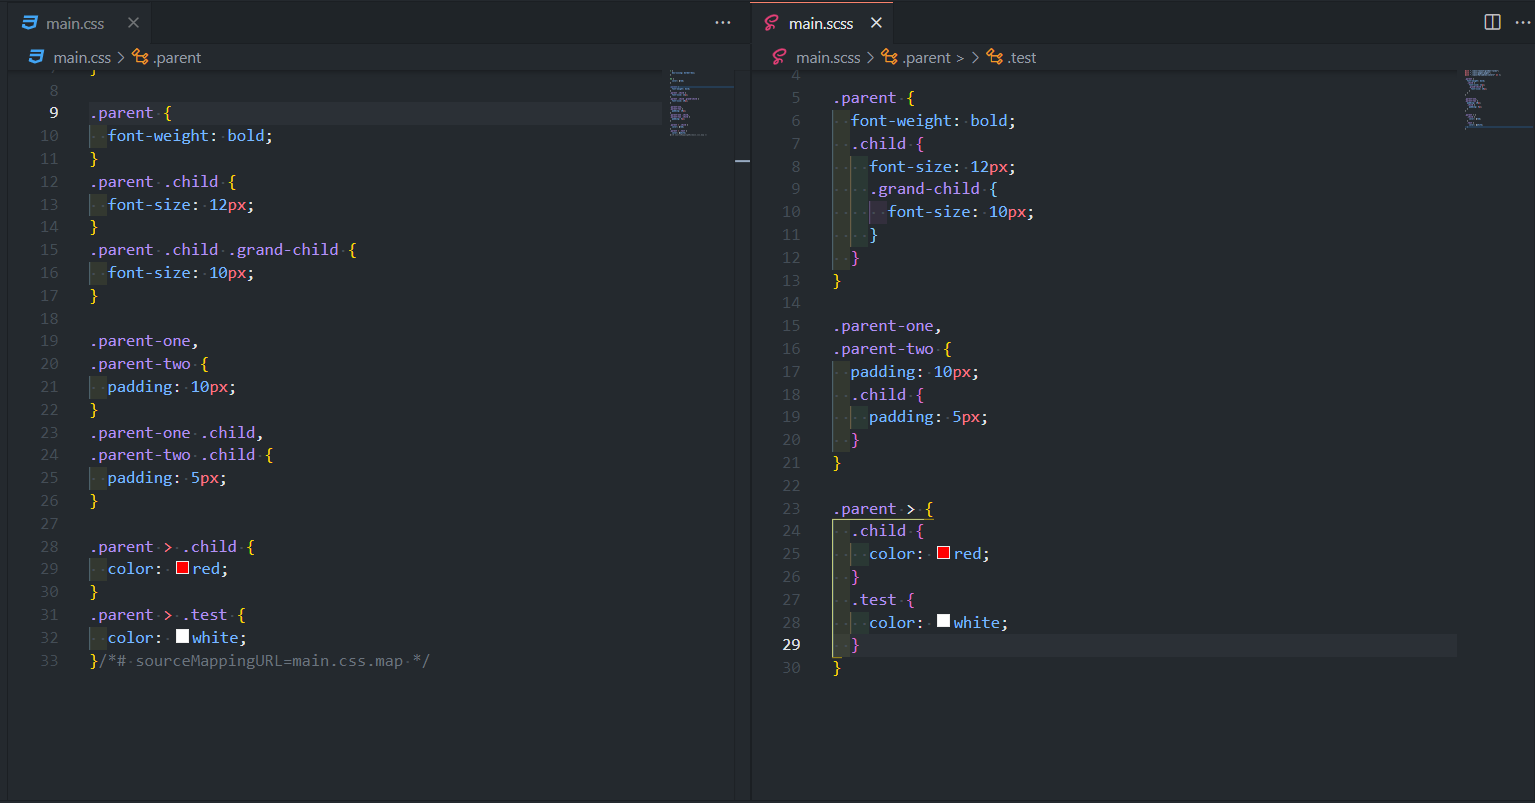 main.css
main.css .parent
}
8
9 .parent {
10 font-weight: bold;
11 }
12 .parent .child {
13 font-size: 12px;
14 }
15 .parent .child .grand-child {
16 font-size: 10px;
17 }
18
19 .parent-one,
20 .parent-two {
21 padding: 10px;
22 }
23 .parent-one .child,
24 .parent-two .child {
25 padding: 5px;
26 }
27
28 .parent > .child {
29 color: red;
30 }
31 .parent > .test {
32 color: white;
33 }/*# sourceMappingURL=main.css.map */
main.scss
main.scss .parent > .test
4
5 .parent {
6 font-weight: bold;
7 .child {
8 font-size: 12px;
9 .grand-child {
10 font-size: 10px;
11 }
12 }
13 }
14
15 .parent-one,
16 .parent-two {
17 padding: 10px;
18 .child {
19 padding: 5px;
20 }
21 }
22
23 .parent > {
24 .child {
25 color: red;
26 }
27 .test {
28 color: white;
29 }
30 }